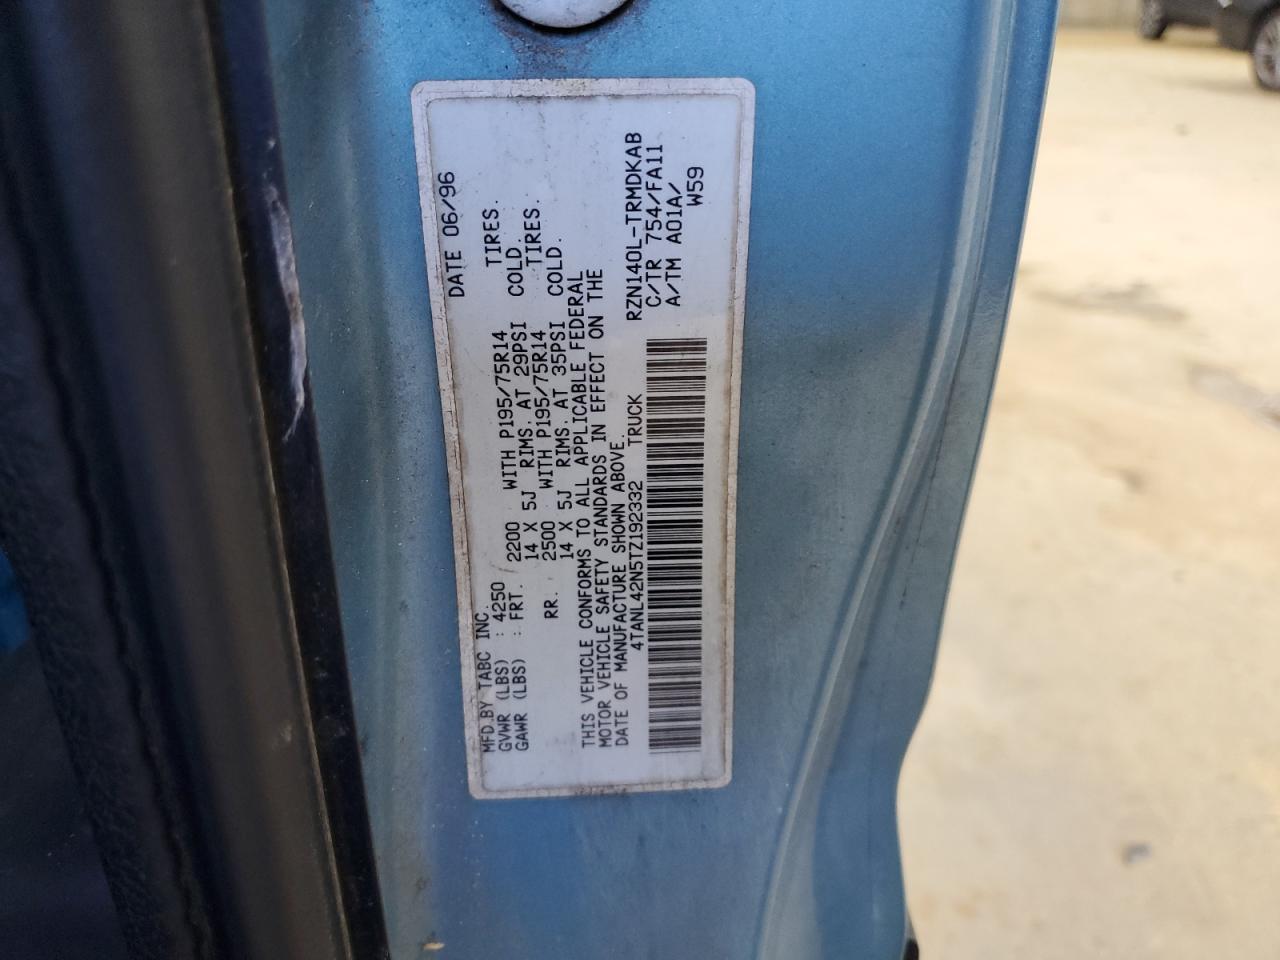 MFD.BY TABC INC. DATE 06/96
GVWR (LBS) : 4250
GAWR (LBS) : FRT. 2200 WITH P195/75R14 TIRES.
14 X 5J RIMS. AT 29PSI COLD.
RR. 2500 WITH P195/75R14 TIRES.
14 X 5J RIMS. AT 35PSI COLD.
THIS VEHICLE CONFORMS TO ALL APPLICABLE FEDERAL
MOTOR VEHICLE SAFETY STANDARDS IN EFFECT ON THE
DATE OF MANUFACTURE SHOWN ABOVE.
4TANL42N5TZ192332 TRUCK
RZN140L-TRMDKAB
C/TR 754/FA11
A/TM A01A/
W59